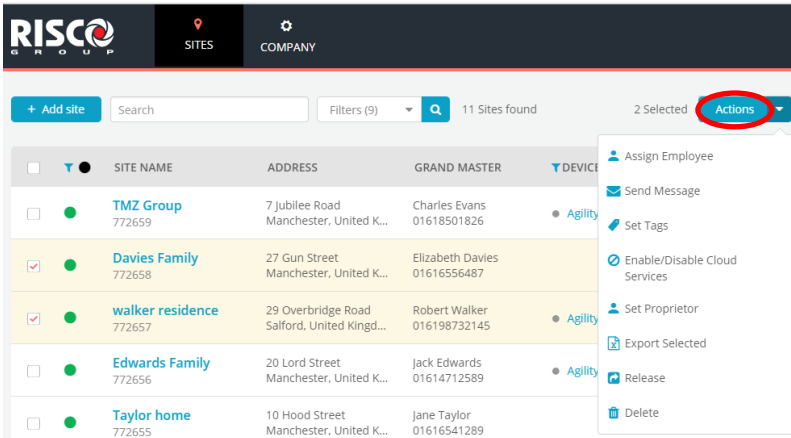 RISCO
GROUP
SITES
COMPANY
+ Add site
Search
Filters (9)
11 Sites found
2 Selected
Actions
SITE NAME
ADDRESS
GRAND MASTER
DEVICE
TMZ Group
772659
7 Jubilee Road
Manchester, United K...
Charles Evans
01618501826
Agility
Davies Family
772658
27 Gun Street
Manchester, United K...
Elizabeth Davies
01616556487
walker residence
772657
29 Overbridge Road
Salford, United Kingd...
Robert Walker
016198732145
Agility
Edwards Family
772656
20 Lord Street
Manchester, United K...
Jack Edwards
01614712589
Agility
Taylor home
772655
10 Hood Street
Manchester, United K...
Jane Taylor
01616541289
Assign Employee
Send Message
Set Tags
Enable/Disable Cloud
Services
Set Proprietor
Export Selected
Release
Delete